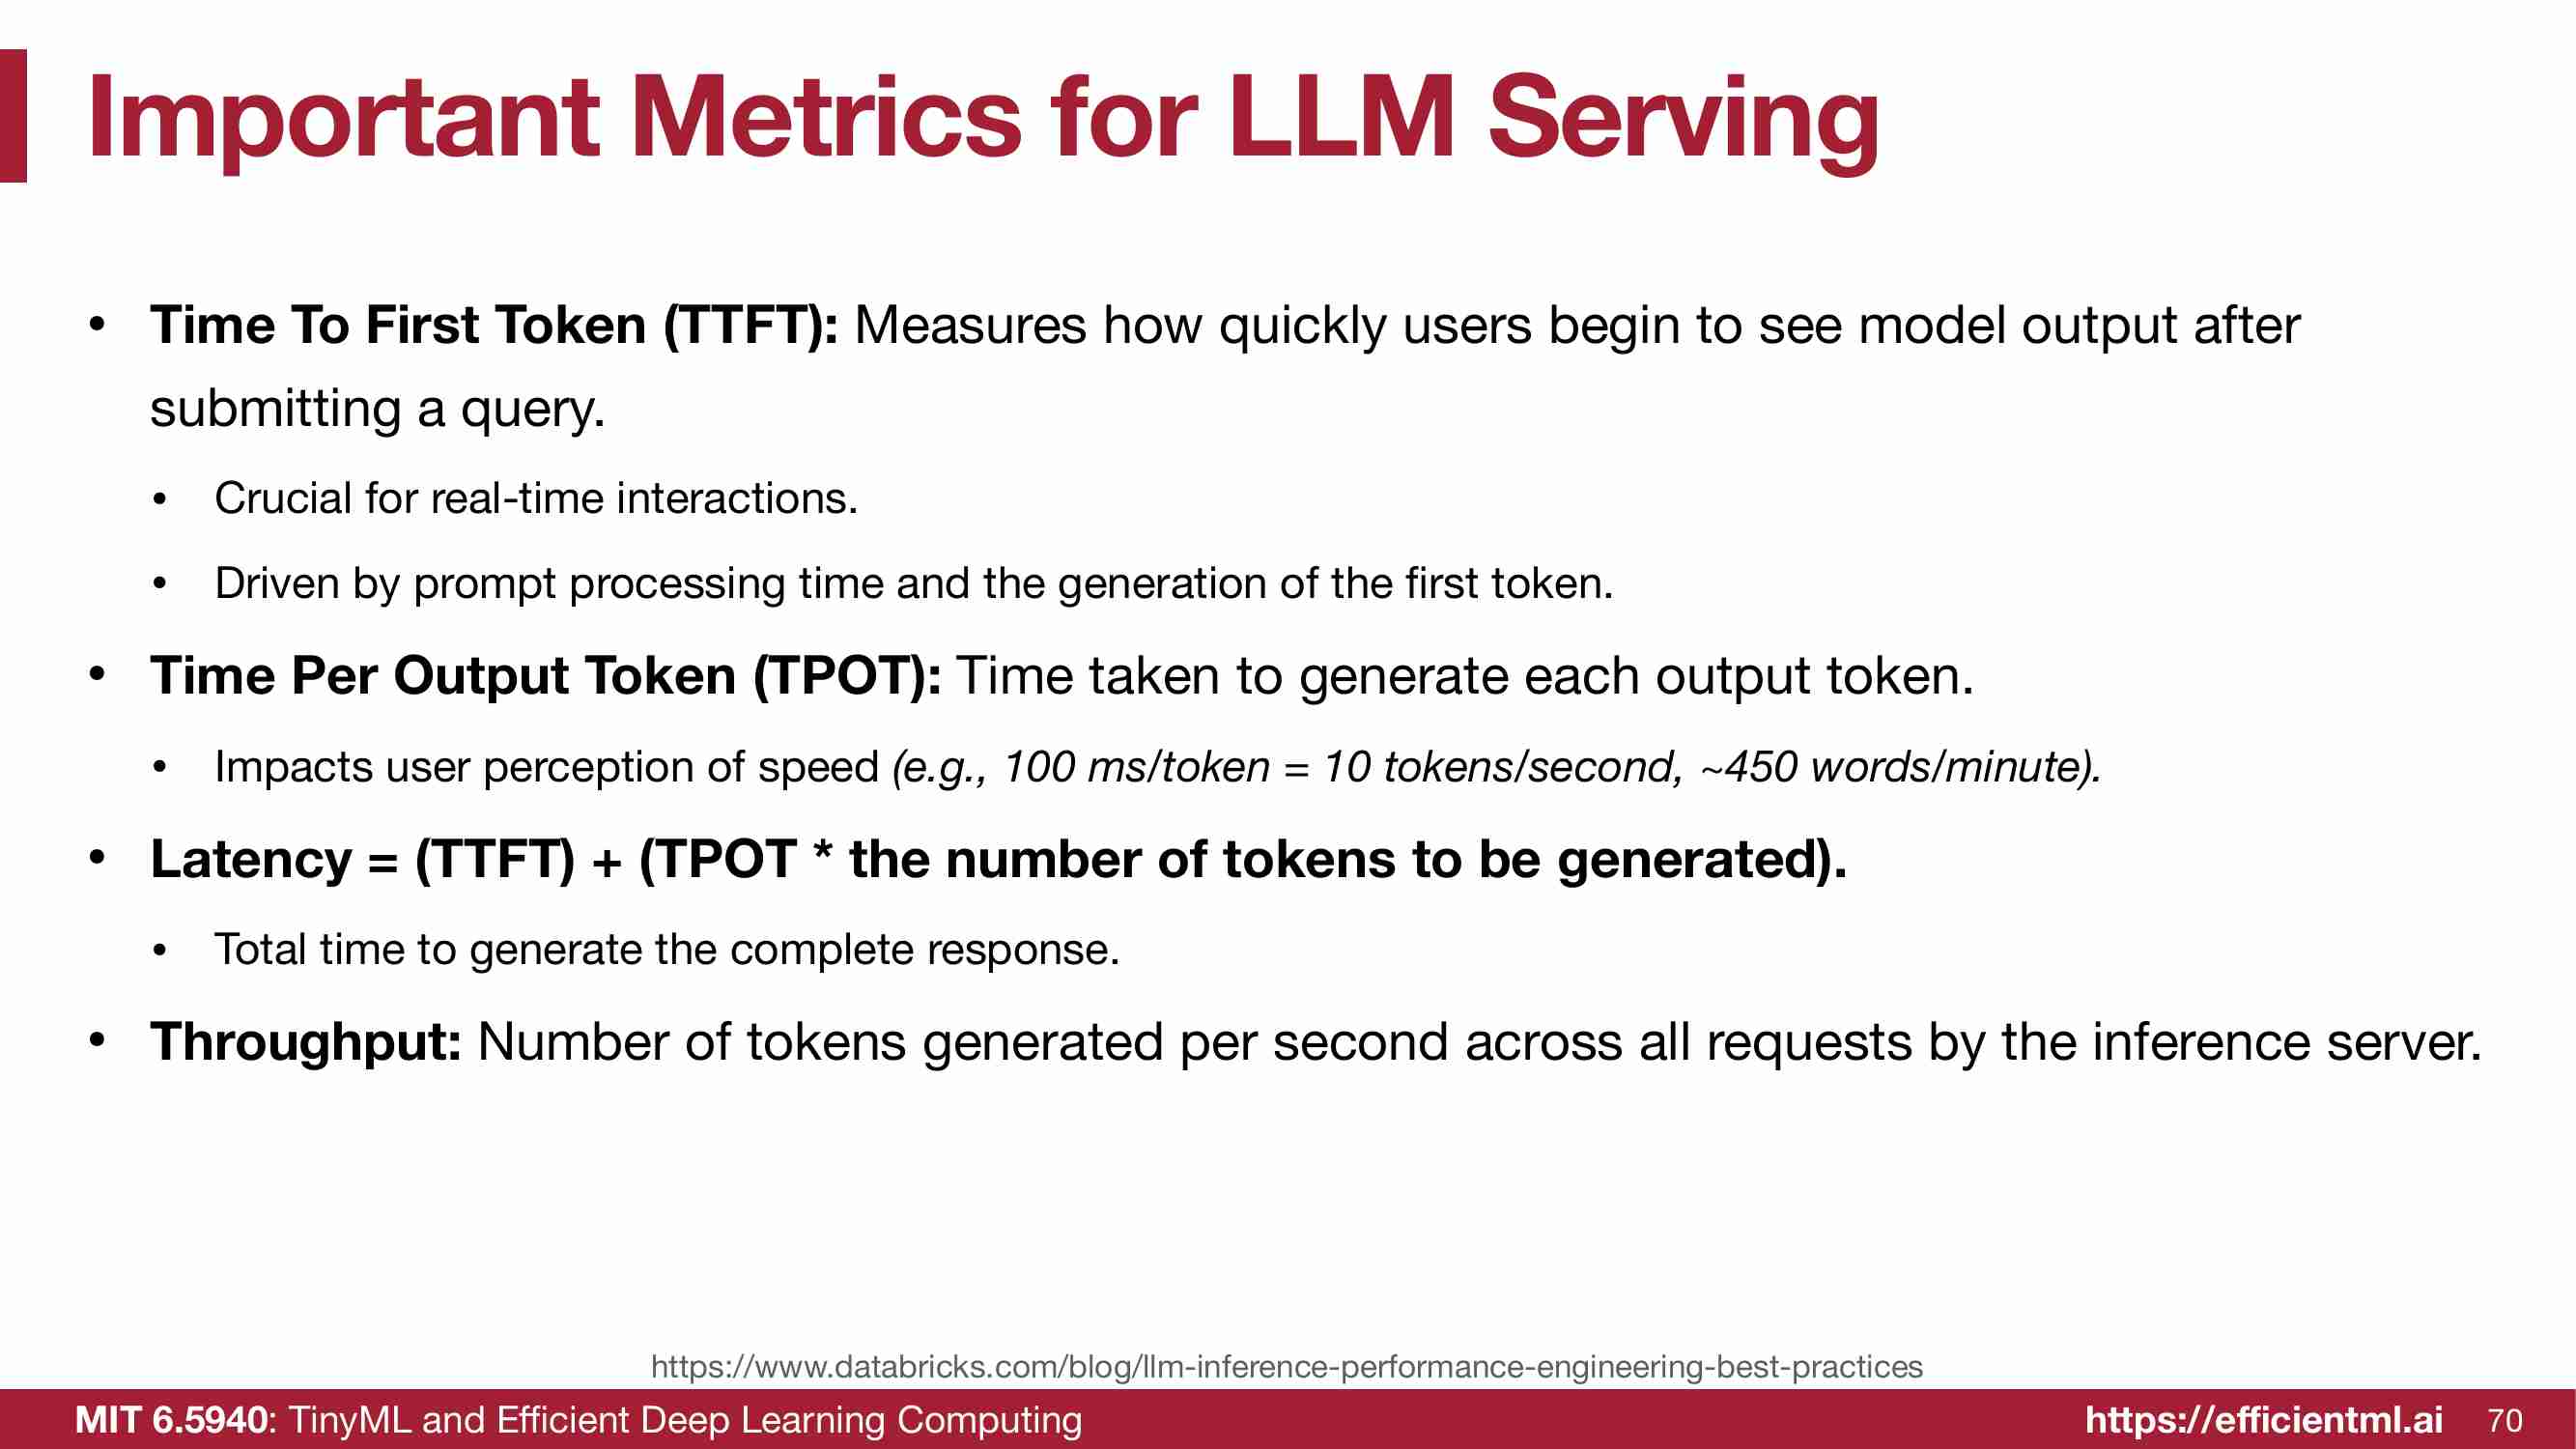 Important Metrics for LLM Serving
• Time To First Token (TTFT): Measures how quickly users begin to see model output after
submitting a query.
• Crucial for real-time interactions.
• Driven by prompt processing time and the generation of the first token.
• Time Per Output Token (TPOT): Time taken to generate each output token.
• Impacts user perception of speed (e.g., 100 ms/token = 10 tokens/second, ~450 words/minute).
• Latency = (TTFT) + (TPOT * the number of tokens to be generated).
• Total time to generate the complete response.
• Throughput: Number of tokens generated per second across all requests by the inference server.
https://www.databricks.com/blog/llm-inference-performance-engineering-best-practices
MIT 6.5940: TinyML and Efficient Deep Learning Computing https://efficientml.ai 70